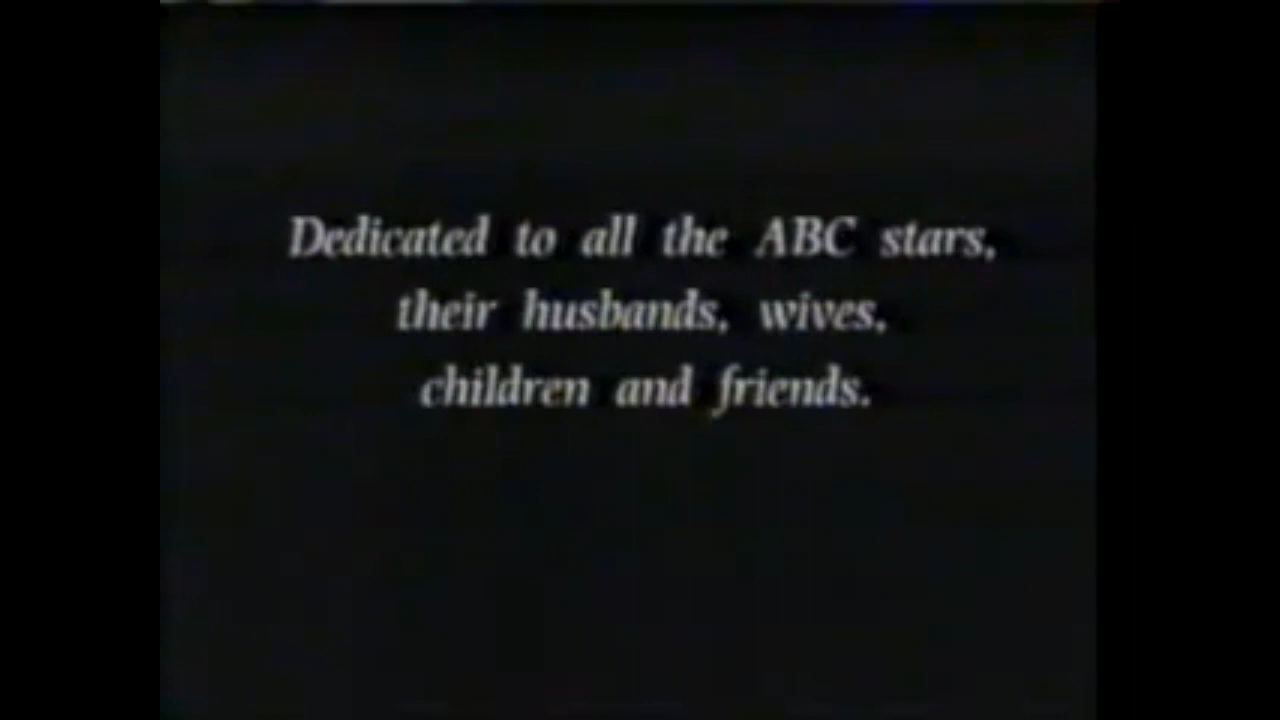 Dedicated to all the ABC stars,
their husbands, wives,
children and friends.